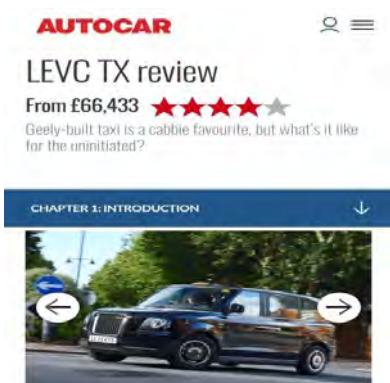 AUTOCAR
LEVC TX review
From £66,433
Geely-built taxi is a cabbie favourite, but what's it like
for the uninitiated?
CHAPTER 1: INTRODUCTION